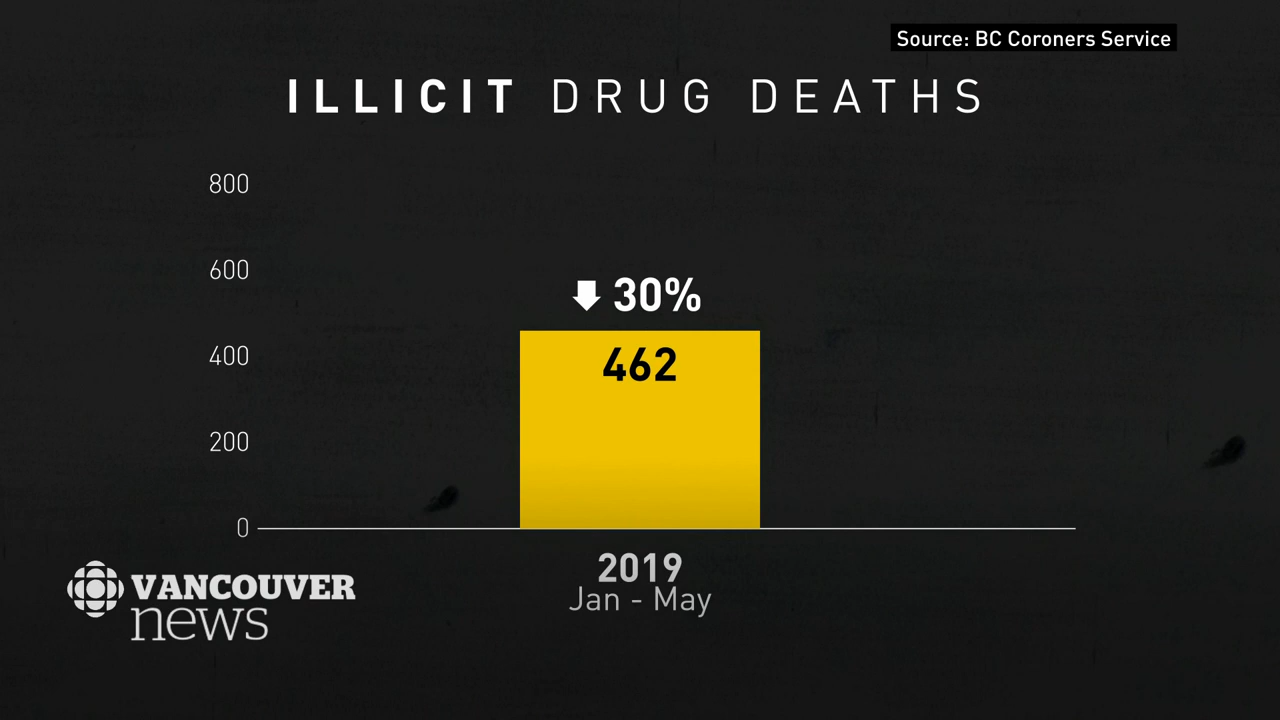 Source: BC Coroners Service
ILLICIT DRUG DEATHS
800
600
30%
462
400
200
0
2019
Jan - May
VANCOUVER
news